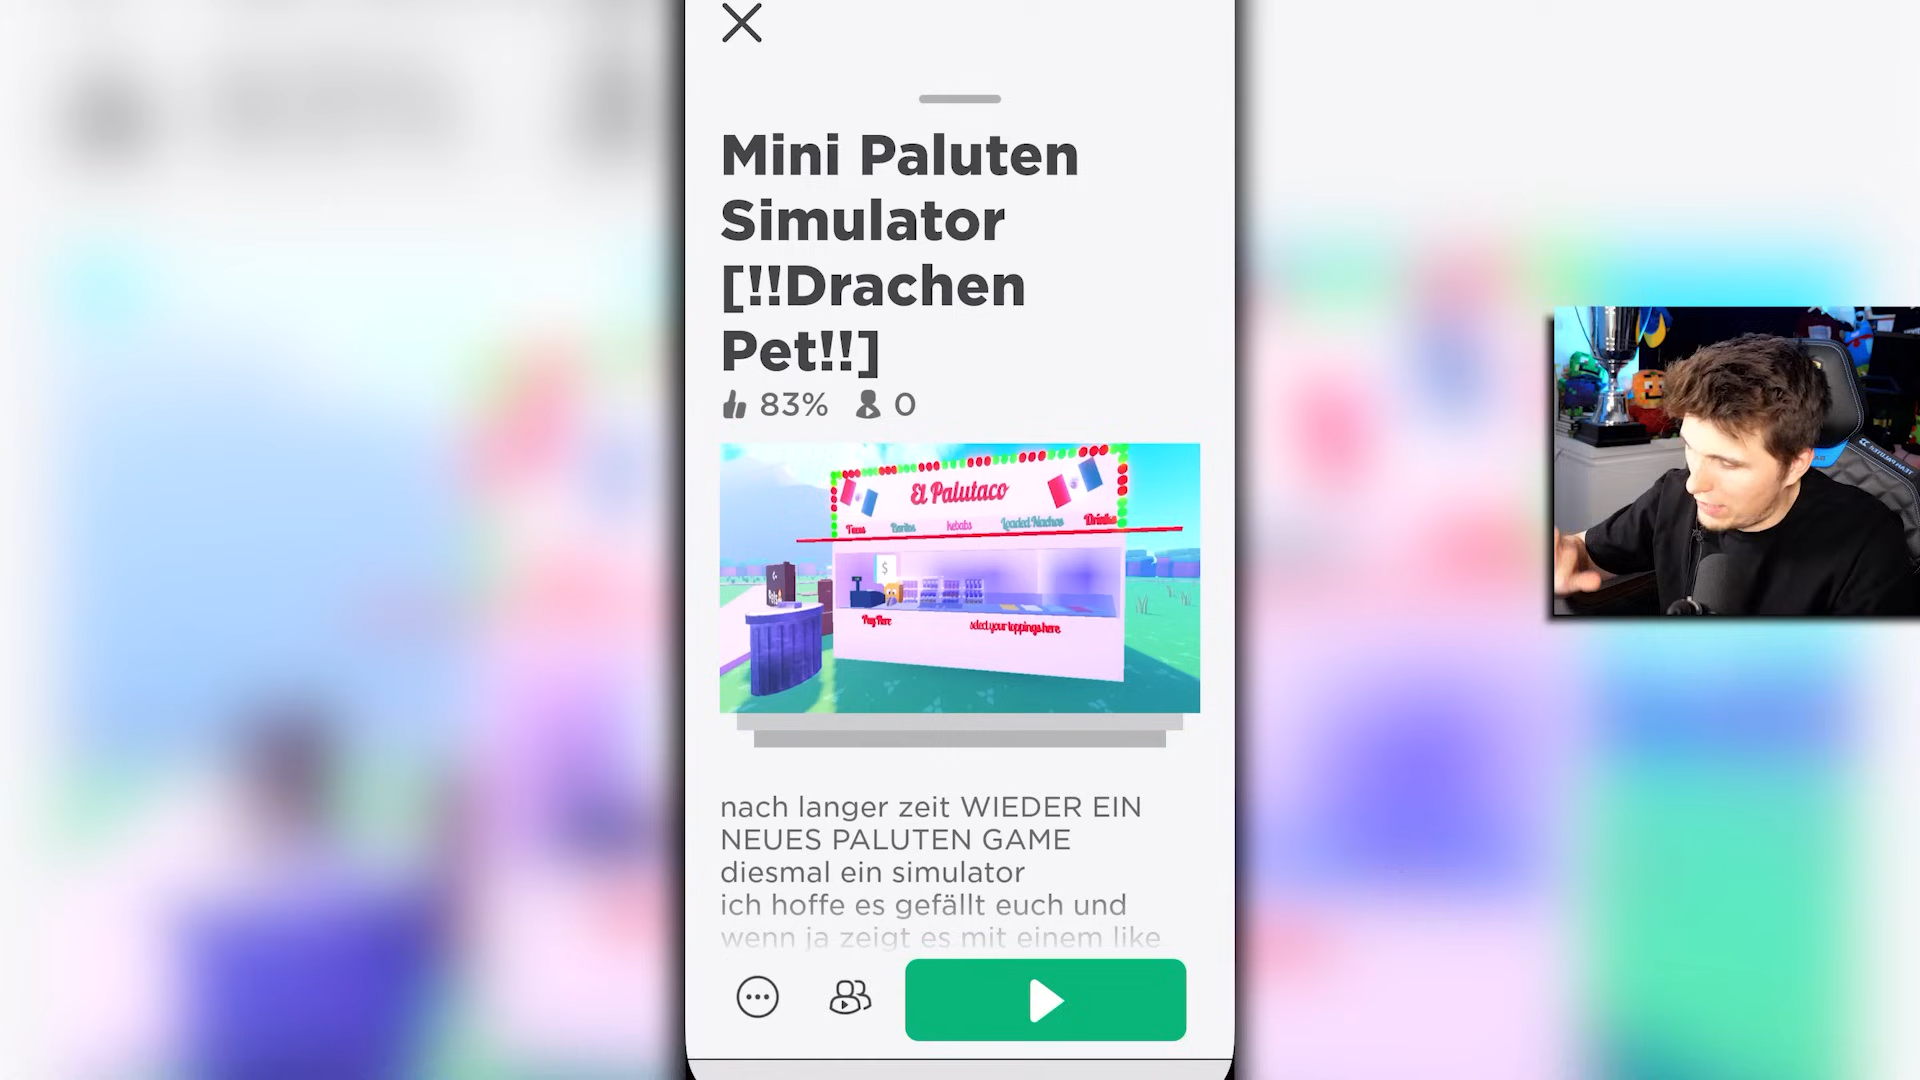 Mini Paluten
Simulator
[!!Drachen
Pet!!]
83% 0
El Palutaco
Tacos Burritos kebabs Loaded Nachos Drinks
$
Pay Here
select your toppings here
nach langer zeit WIEDER EIN
NEUES PALUTEN GAME
diesmal ein simulator
ich hoffe es gefällt euch und
wenn ja zeigt es mit einem like